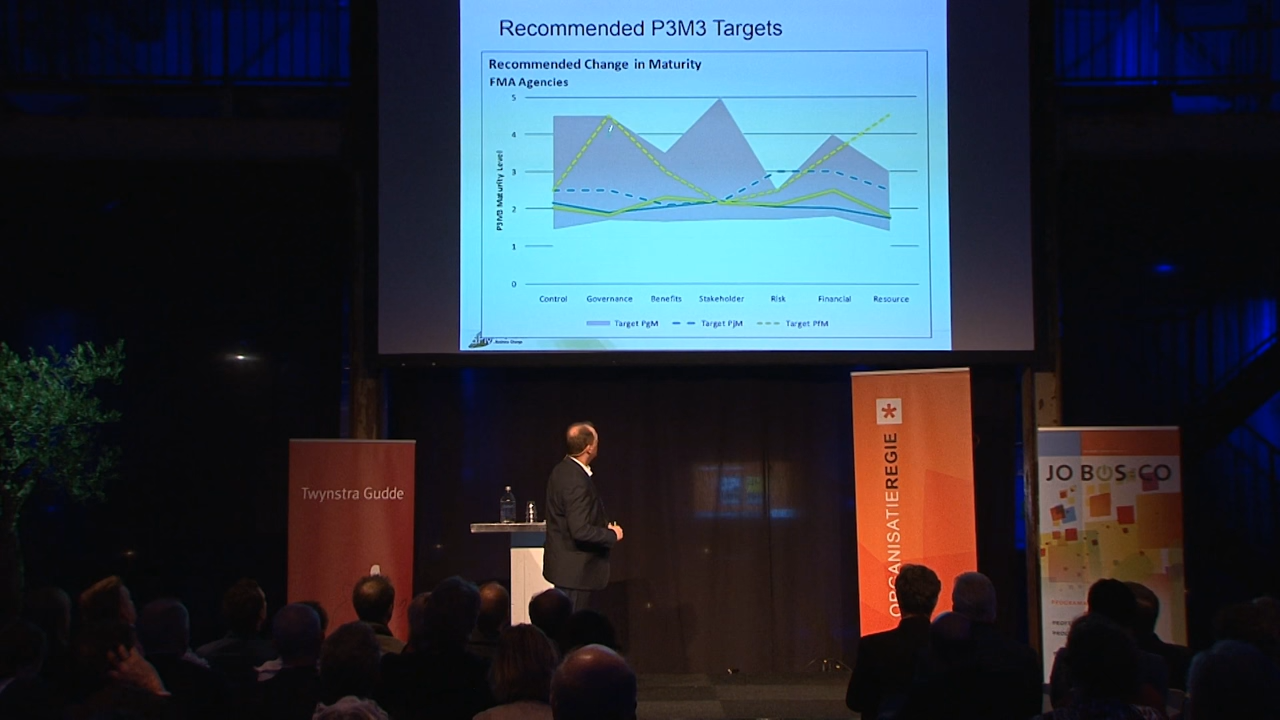 Recommended P3M3 Targets
Recommended Change in Maturity
FMA Agencies
5
4
3
2
1
0
P3M3 Maturity Level
Control Governance Benefits Stakeholder Risk Financial Resource
Target PgM Target PjM Target PfM
Twynstra Gudde
ORGANISATIEREGIE
JO BOS & CO